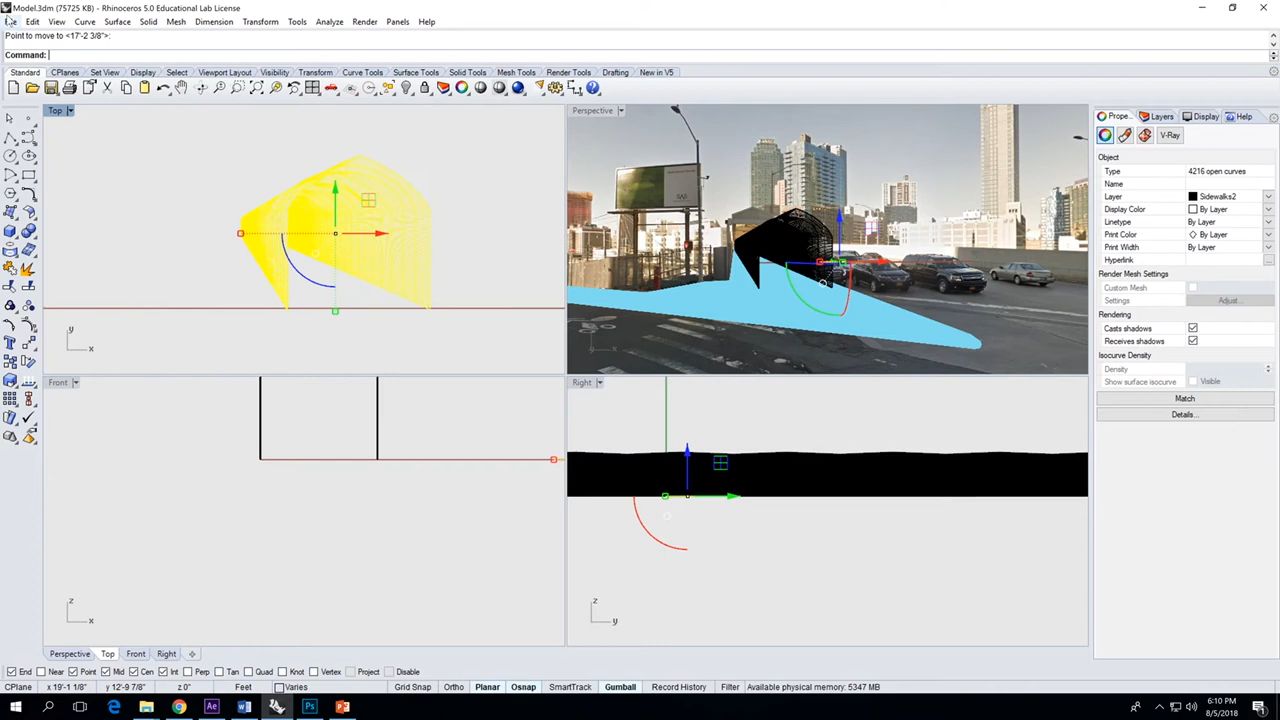 Model.3dm (75725 KB) - Rhinoceros 5.0 Educational Lab License
File Edit View Curve Surface Solid Mesh Dimension Transform Tools Analyze Render Panels Help
Point to move to <17'-2 3/8">:
Command:
Standard CPlanes Set View Display Select Viewport Layout Visibility Transform Curve Tools Surface Tools Solid Tools Mesh Tools Render Tools Drafting New in V5
Top
Perspective
Prope... Layers Display Help
V-Ray
Object
Type 4216 open curves
Name
Layer Sidewalks2
Display Color By Layer
Linetype By Layer
Print Color By Layer
Print Width By Layer
Hyperlink ...
Render Mesh Settings
Custom Mesh
Settings Adjust...
Rendering
Casts shadows
Receives shadows
Isocurve Density
Density
Show surface isocurve Visible
Match
Details...
y
x
Front
Right
z
x
z
y
Perspective Top Front Right
End Near Point Mid Cen Int Perp Tan Quad Knot Vertex Project Disable
CPlane x 19'-1 1/8" y 12'-9 7/8" z 0" Feet Varies Grid Snap Ortho Planar Osnap SmartTrack Gumball Record History Filter Available physical memory: 5347 MB
6:10 PM
8/5/2018